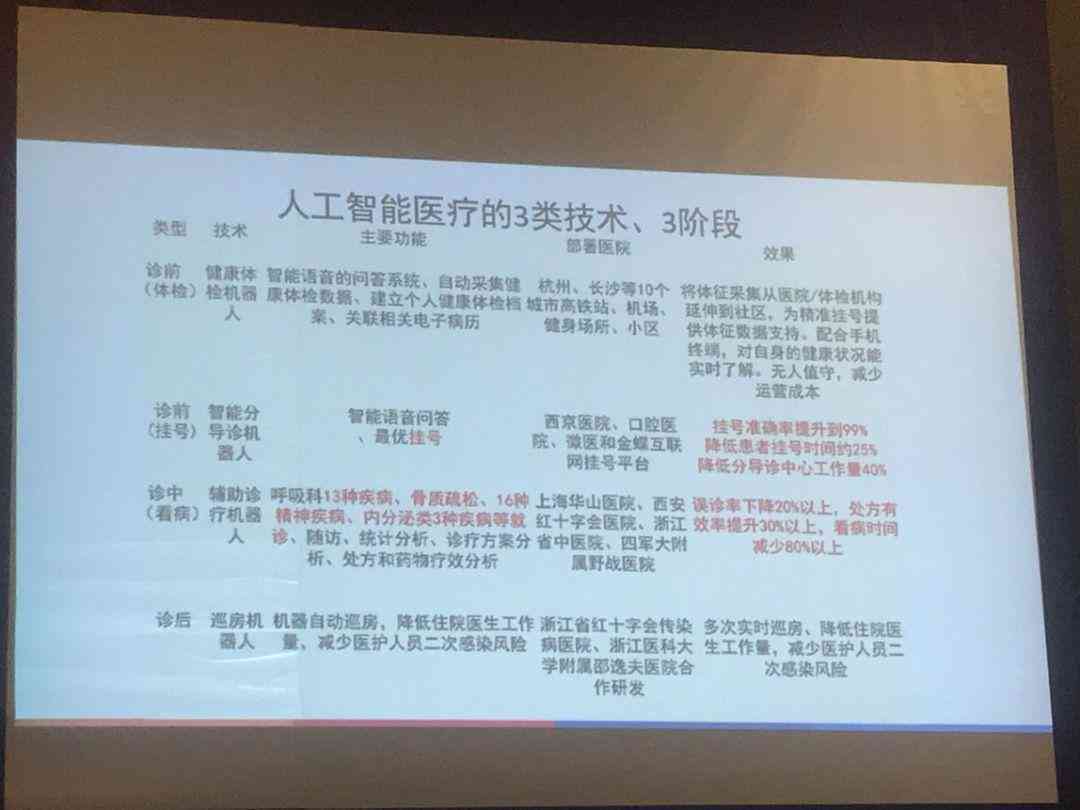 人工智能医疗的3类技术、3阶段
类型 技术 主要功能 部署医院 效果
诊前
（体检）
健康体
检机器
人
智能语音的问答系统、自动采集健
康体检数据、建立个人健康体检档
案、关联相关电子病历
杭州、长沙等10个
城市高铁站、机场、
健身场所、小区
将体征采集从医院/体检机构
延伸到社区，为精准挂号提
供体征数据支持。配合手机
终端，对自身的健康状况能
实时了解。无人值守，减少
运营成本
诊前
（挂号）
智能分
导诊机
器人
智能语音问答
、最优挂号
西京医院、口腔医
院、微医和金蝶互联
网挂号平台
挂号准确率提升到99%
降低患者挂号时间约25%
降低分导诊中心工作量40%
诊中
（看病）
辅助诊
疗机器
人
呼吸科13种疾病、骨质疏松、16种
精神疾病、内分泌类3种疾病等就
诊、随访、统计分析、诊疗方案分
析、处方和药物疗效分析
上海华山医院、西安
红十字会医院、浙江
省中医院、四军大附
属野战医院
误诊率下降20%以上，处方有
效率提升30%以上，看病时间
减少80%以上
诊后
巡房机
器人
机器自动巡房，降低住院医生工作
量，减少医护人员二次感染风险
浙江省红十字会传染
病医院、浙江医科大
学附属邵逸夫医院合
作研发
多次实时巡房、降低住院医
生工作量，减少医护人员二
次感染风险